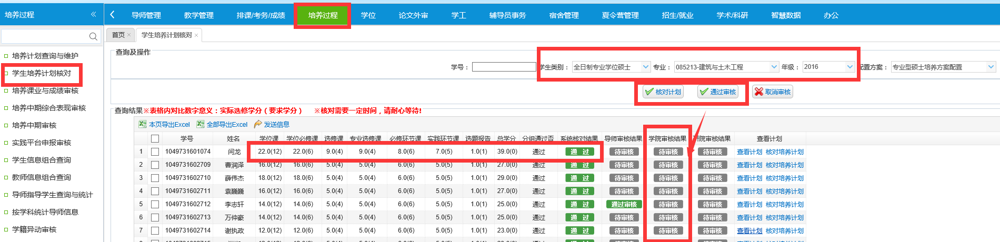 培养过程 «
导师管理 教学管理 排课/考务/成绩 培养过程 学位 论文外审 学工 辅导员事务 宿舍管理 夏令营管理 招生/就业 学术/科研 智慧数据 办公
首页 × 学生培养计划核对 ×
培养计划查询与维护
学生培养计划核对
培养课业与成绩审核
培养中期综合表现审核
培养中期审核
实践平台申报审核
学生信息组合查询
教师信息组合查询
导师指导学生查询与统计
按学科统计导师信息
学籍异动审核
查询及操作
学号： 学生类别： 全日制专业学位硕士 专业： 085213-建筑与土木工程 年级： 2016 配置方案： 专业型硕士培养方案配置
核对计划 通过审核 取消审核
查询结果※表格内对比数字意义：实际选修学分（要求学分） ※核对需要一定时间，请耐心等待!
本页导出Excel 全部导出Excel 发送信息
学号 姓名 学位课 学位必修课 选修课 专业选修课 必修环节课 实践环节课 选题报告 总学分 分组通过否 系统核对结果 导师审核结果 学院审核结果 研院审核结果 查看计划
1 1049731601074 闫龙 22.0(12) 22.0(6) 9.0(4) 9.0(4) 8.0(6) 7.0(5) 1.0(1) 39.0(0) 通过 通 过 待审核 待审核 待审核 查看计划 核对培养计划
2 1049731602709 曹润泽 16.0(12) 16.0(6) 5.0(4) 5.0(4) 6.0(6) 5.0(5) 1.0(1) 27.0(0) 通过 通 过 待审核 待审核 待审核 查看计划 核对培养计划
3 1049731602710 薛伟杰 18.0(12) 18.0(6) 5.0(4) 5.0(4) 6.0(6) 5.0(5) 1.0(1) 29.0(0) 通过 通 过 待审核 待审核 待审核 查看计划 核对培养计划
4 1049731602711 袁巍巍 16.0(12) 16.0(6) 5.0(4) 5.0(4) 6.0(6) 5.0(5) 1.0(1) 27.0(0) 通过 通 过 待审核 待审核 待审核 查看计划 核对培养计划
5 1049731602712 李志轩 14.0(12) 14.0(6) 5.0(4) 5.0(4) 6.0(6) 5.0(5) 1.0(1) 25.0(0) 通过 通 过 通过审核 待审核 待审核 查看计划 核对培养计划
6 1049731602713 万仲豪 14.0(12) 14.0(6) 5.0(4) 5.0(4) 6.0(6) 5.0(5) 1.0(1) 25.0(0) 通过 通 过 待审核 待审核 待审核 查看计划 核对培养计划
7 1049731602714 谢执政 12.0(12) 12.0(6) 5.0(4) 5.0(4) 6.0(6) 5.0(5) 1.0(1) 23.0(0) 通过 通 过 待审核 待审核 待审核 查看计划 核对培养计划